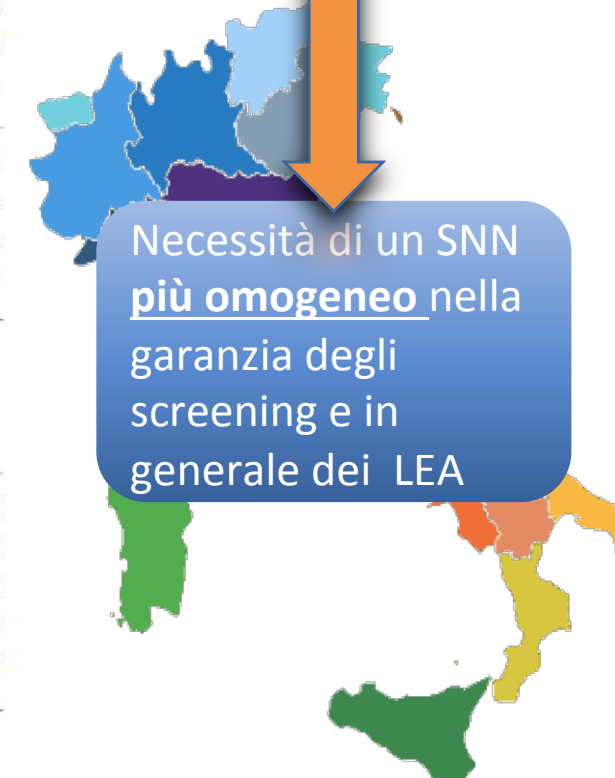 Necessità di un SNN
più omogeneo nella
garanzia degli
screening e in
generale dei LEA